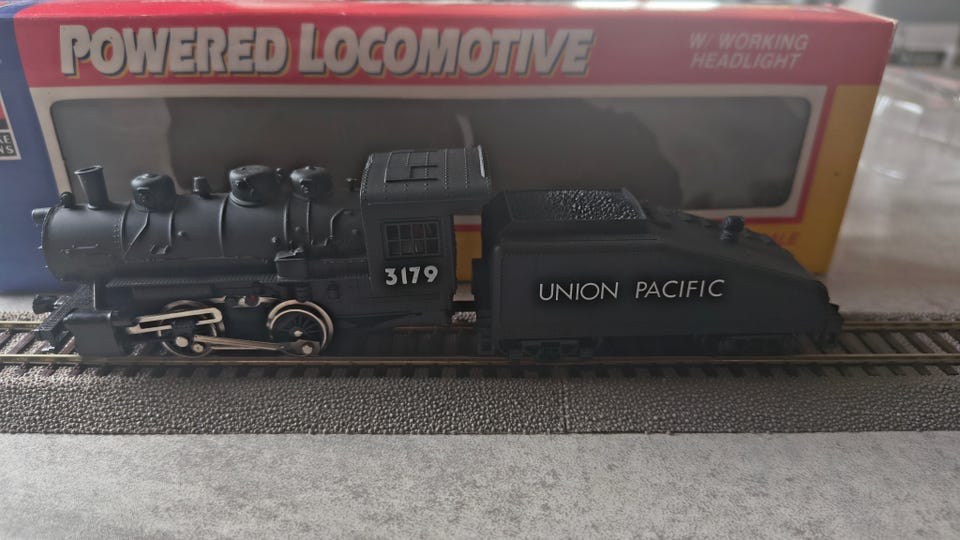 POWERED LOCOMOTIVE
W/ WORKING
HEADLIGHT
3179
UNION PACIFIC